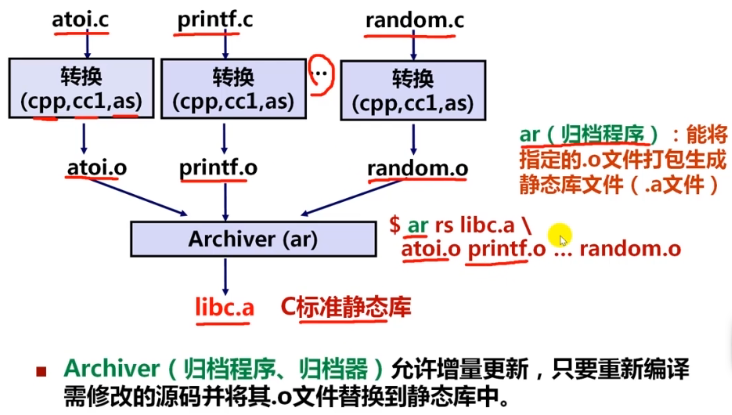 atoi.c printf.c random.c
转换 转换 ... 转换
(cpp,cc1,as) (cpp,cc1,as) (cpp,cc1,as)
atoi.o printf.o random.o
ar（归档程序）：能将
指定的.o文件打包生成
静态库文件（.a文件）
Archiver (ar)
$ ar rs libc.a \
atoi.o printf.o ... random.o
libc.a C标准静态库
■ Archiver（归档程序、归档器）允许增量更新，只要重新编译
需修改的源码并将其.o文件替换到静态库中。